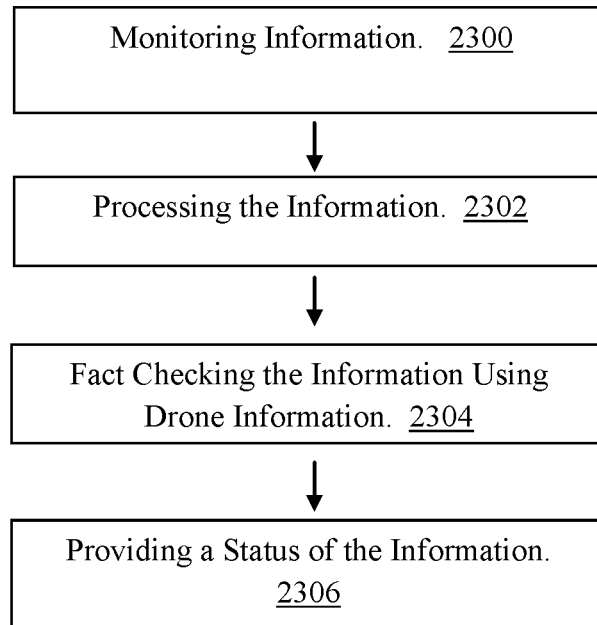 Monitoring Information. 2300
Processing the Information. 2302
Fact Checking the Information Using
Drone Information. 2304
Providing a Status of the Information.
2306